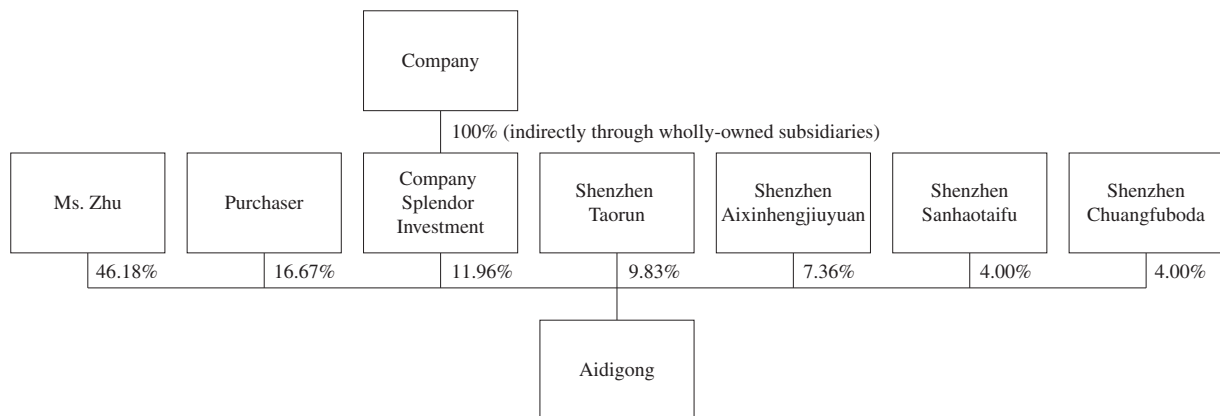 Company
100% (indirectly through wholly-owned subsidiaries)
Ms. Zhu
Purchaser
Company
Splendor
Investment
Shenzhen
Taorun
Shenzhen
Aixinhengjiuyuan
Shenzhen
Sanhaotaifu
Shenzhen
Chuangfuboda
46.18%
16.67%
11.96%
9.83%
7.36%
4.00%
4.00%
Aidigong